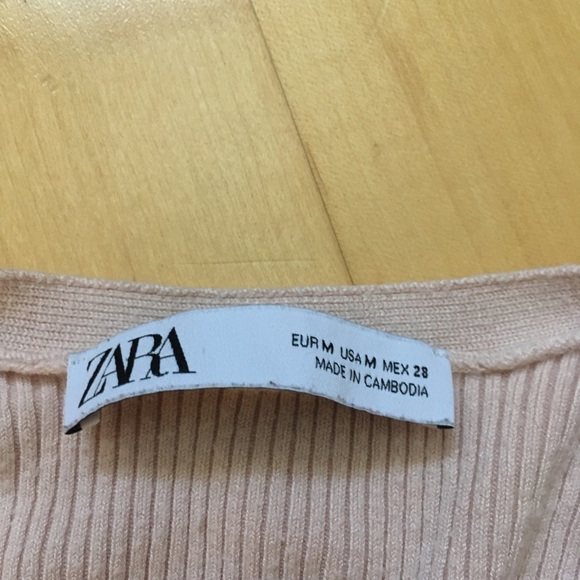 ZARA
EUR M USA M MEX 28
MADE IN CAMBODIA